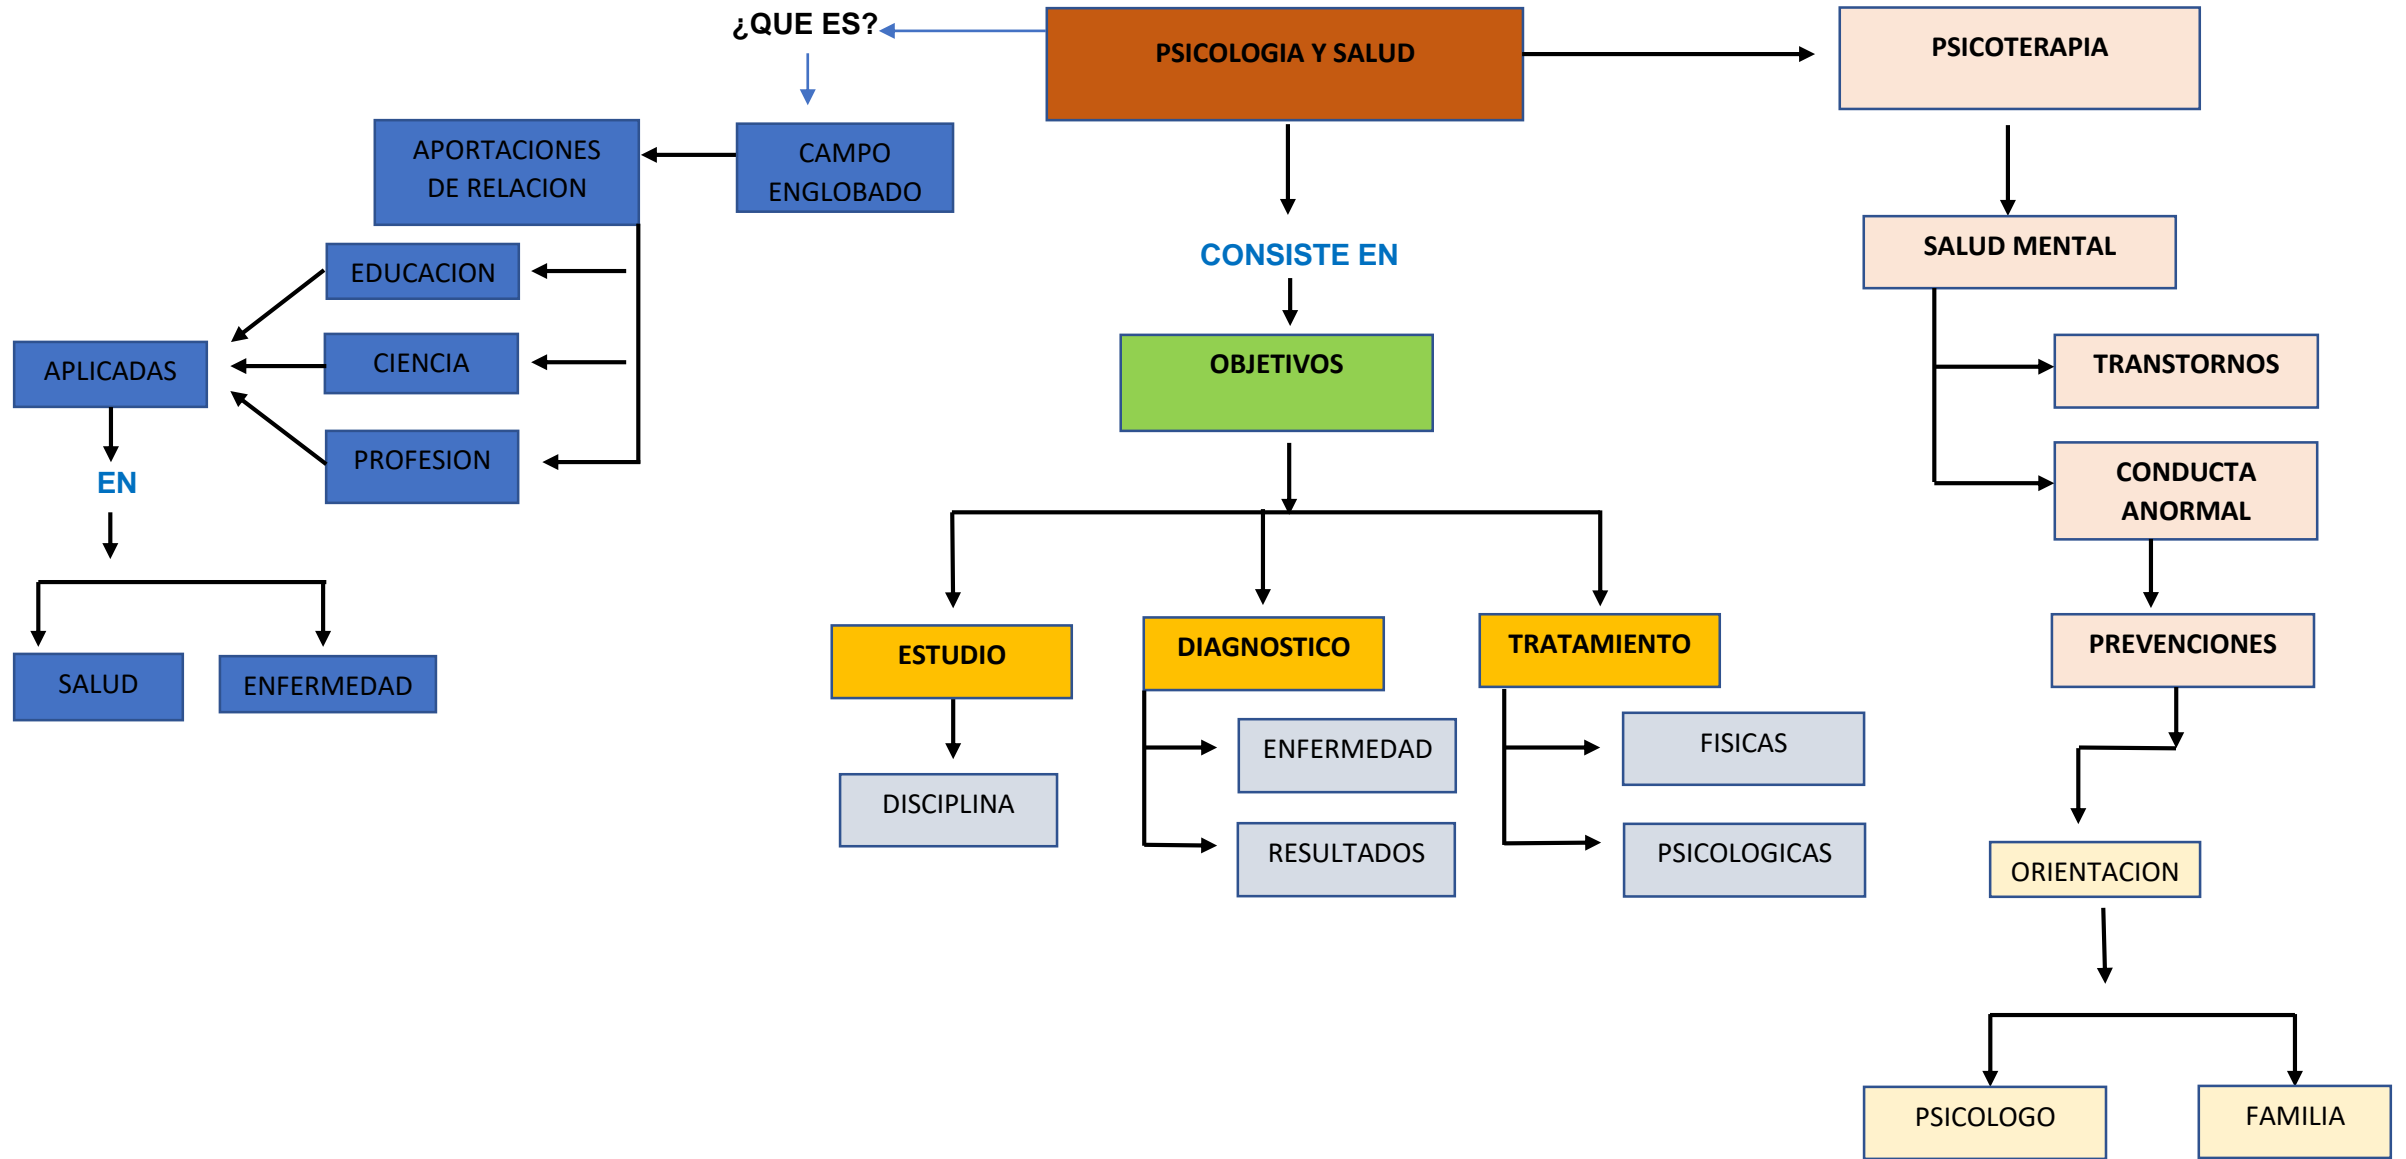 ¿QUE ES?
PSICOLOGIA Y SALUD
PSICOTERAPIA
APORTACIONES
DE RELACION
CAMPO
ENGLOBADO
CONSISTE EN
SALUD MENTAL
EDUCACION
CIENCIA
PROFESION
APLICADAS
EN
SALUD
ENFERMEDAD
OBJETIVOS
ESTUDIO
DIAGNOSTICO
TRATAMIENTO
DISCIPLINA
ENFERMEDAD
RESULTADOS
FISICAS
PSICOLOGICAS
TRANSTORNOS
CONDUCTA
ANORMAL
PREVENCIONES
ORIENTACION
PSICOLOGO
FAMILIA